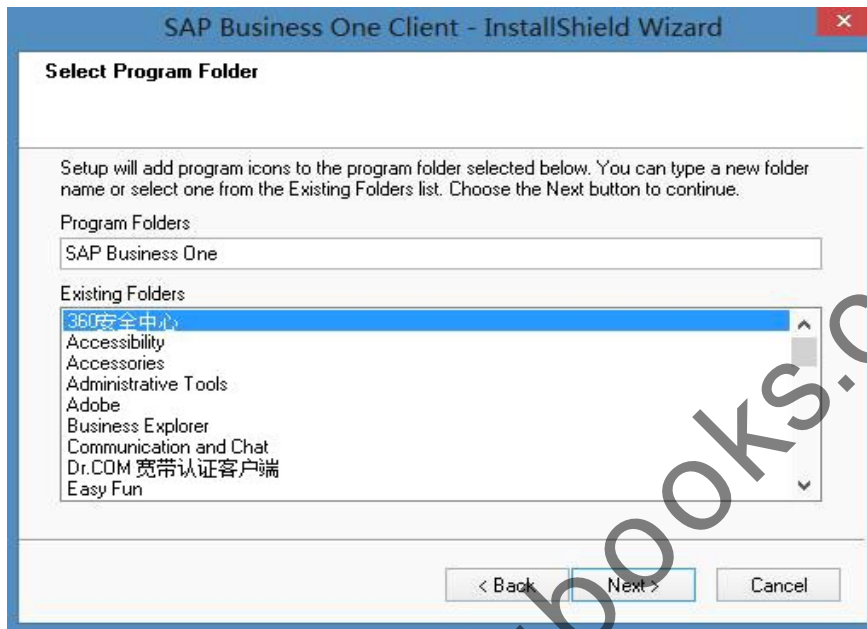 SAP Business One Client - InstallShield Wizard
Select Program Folder
Setup will add program icons to the program folder selected below. You can type a new folder
name or select one from the Existing Folders list. Choose the Next button to continue.
Program Folders
SAP Business One
Existing Folders
360安全中心
Accessibility
Accessories
Administrative Tools
Adobe
Business Explorer
Communication and Chat
Dr.COM 宽带认证客户端
Easy Fun
< Back Next > Cancel
books.c